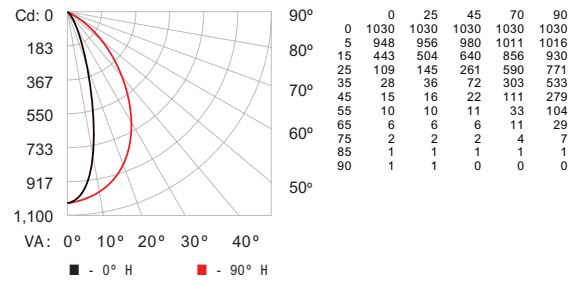 Cd: 0
183
367
550
733
917
1,100
90º
80º
70º
60º
50º
VA: 0º 10º 20º 30º 40º
■ - 0º H ■ - 90º H
0 25 45 70 90
0 1030 1030 1030 1030 1030
5 948 956 980 1011 1016
15 443 504 640 856 930
25 109 145 261 590 771
35 28 36 72 303 533
45 15 16 22 111 279
55 10 10 11 33 104
65 6 6 6 11 29
75 2 2 2 4 7
85 1 1 1 1 1
90 1 1 0 0 0